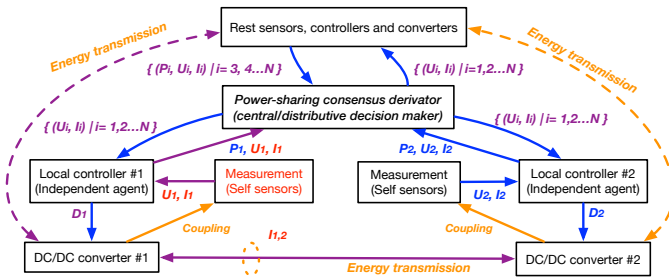 Rest sensors, controllers and converters
Energy transmission
Energy transmission
{ (Pi, Ui, Ii) | i= 3, 4...N }
{ (Ui, Ii) | i=1,2...N }
Power-sharing consensus derivator
(central/distributive decision maker)
{ (Ui, Ii) | i= 1,2...N }
{ (Ui, Ii) | i= 1,2...N }
P1, U1, I1
P2, U2, I2
Local controller #1
(Independent agent)
Measurement
(Self sensors)
Measurement
(Self sensors)
Local controller #2
(Independent agent)
U1, I1
U2, I2
D1
D2
Coupling
Coupling
I1,2
DC/DC converter #1
Energy transmission
DC/DC converter #2